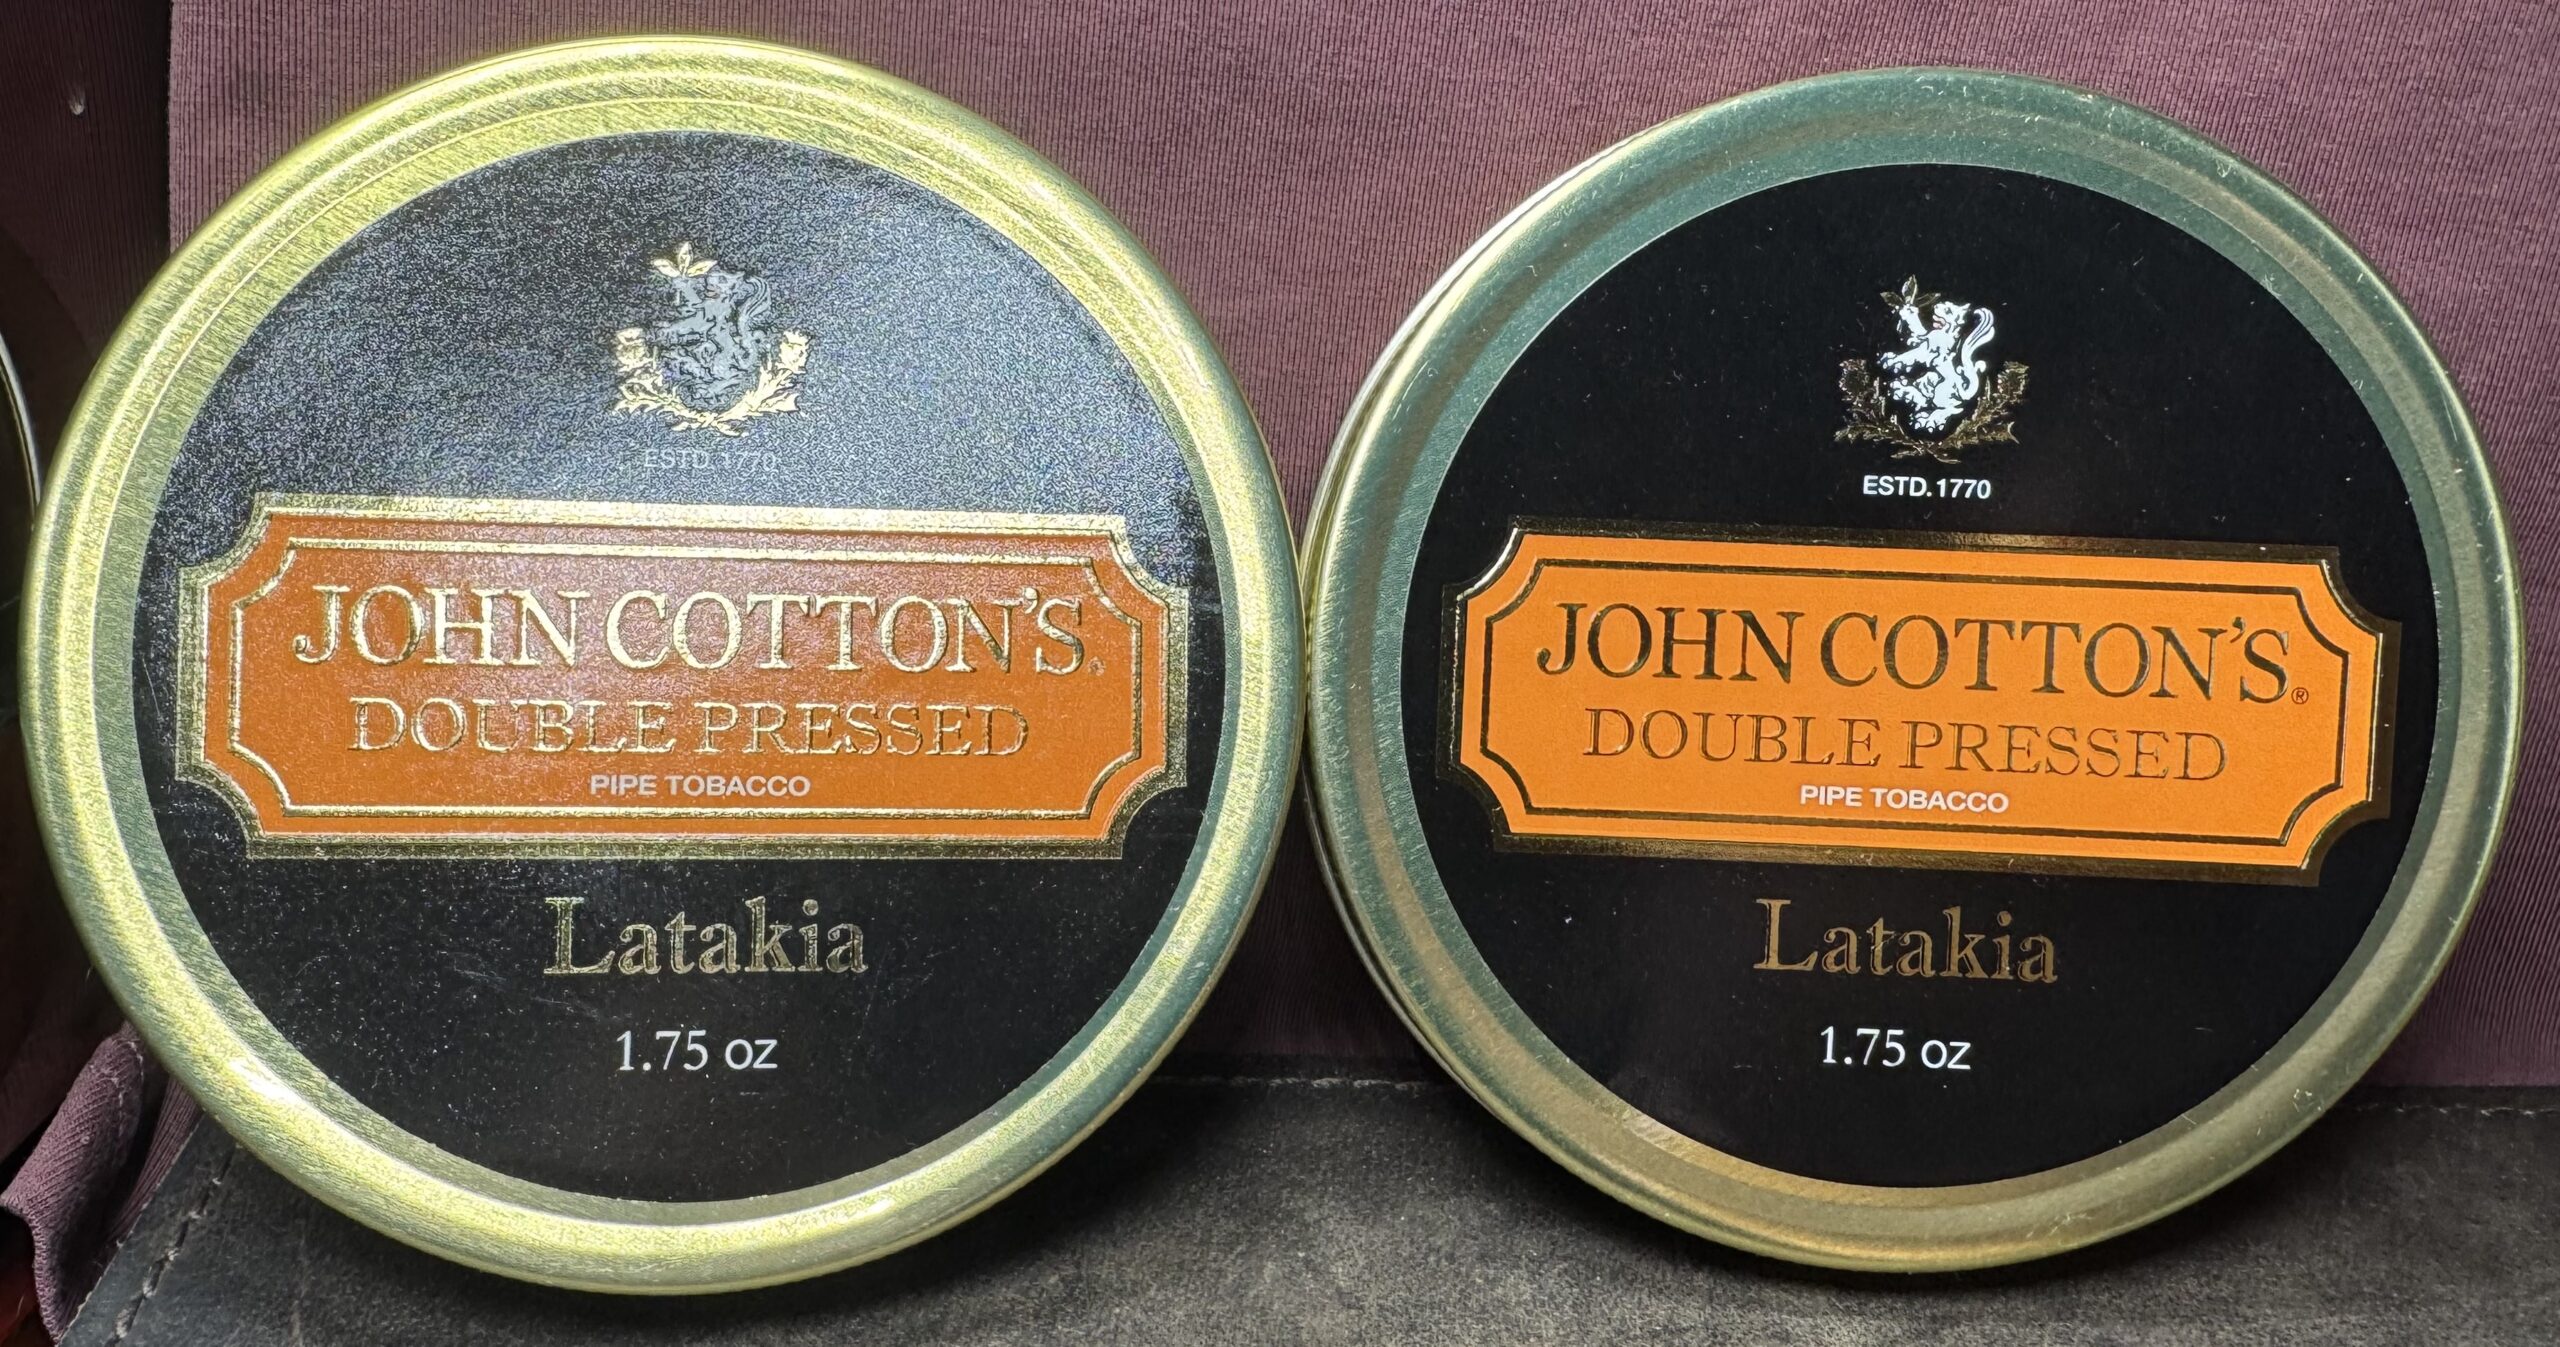 ESTD. 1770
JOHN COTTON'S®
DOUBLE PRESSED
PIPE TOBACCO
Latakia
1.75 oz
ESTD. 1770
JOHN COTTON'S®
DOUBLE PRESSED
PIPE TOBACCO
Latakia
1.75 oz